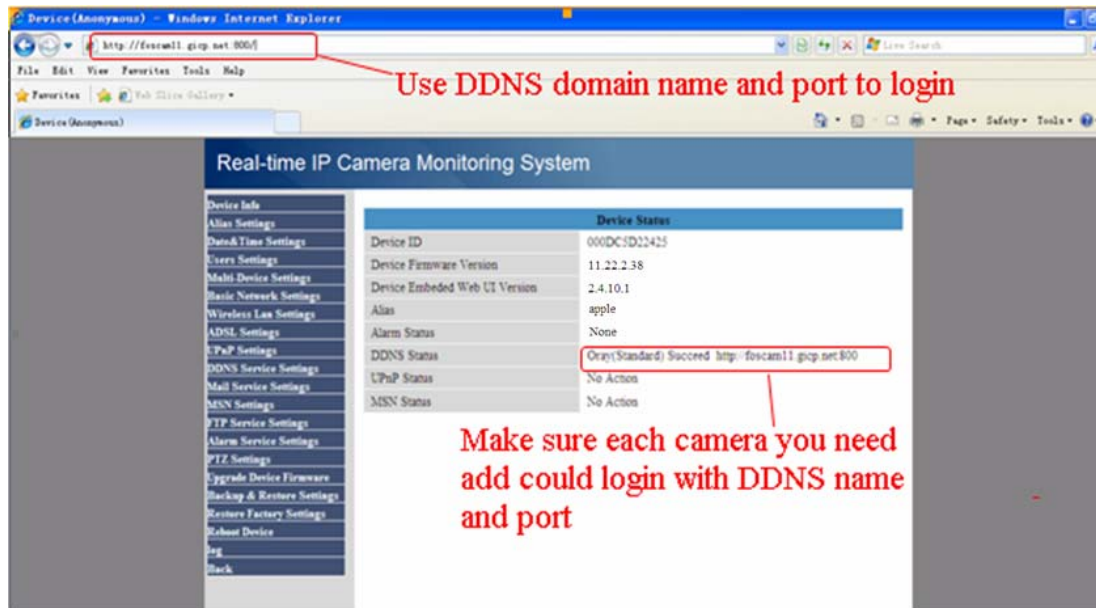 Device(Anonymous) - Windows Internet Explorer
http://foscam11.gicp.net:800/
Live Search
File Edit View Favorites Tools Help
Use DDNS domain name and port to login
Favorites Web Slice Gallery
Device(Anonymous)
Page Safety Tools
Real-time IP Camera Monitoring System
Device Info
Alias Settings
Date&Time Settings
Users Settings
Multi-Device Settings
Basic Network Settings
Wireless Lan Settings
ADSL Settings
UPnP Settings
DDNS Service Settings
Mail Service Settings
MSN Settings
FTP Service Settings
Alarm Service Settings
PTZ Settings
Upgrade Device Firmware
Backup & Restore Settings
Restore Factory Settings
Reboot Device
log
Back
Device Status
Device ID 000DC5D22425
Device Firmware Version 11.22.2.38
Device Embeded Web UI Version 2.4.10.1
Alias apple
Alarm Status None
DDNS Status Oray(Standard) Succeed http://foscam11.gicp.net:800
UPnP Status No Action
MSN Status No Action
Make sure each camera you need
add could login with DDNS name
and port